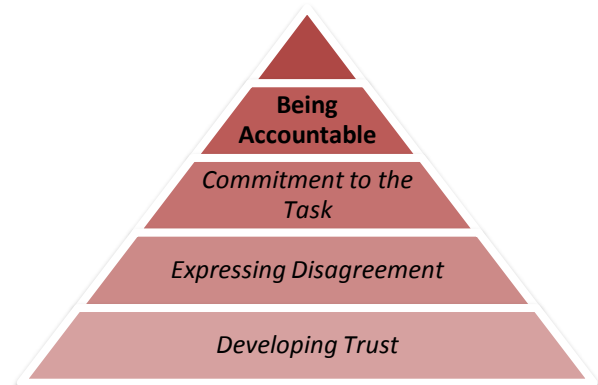 Being
Accountable
Commitment to the
Task
Expressing Disagreement
Developing Trust